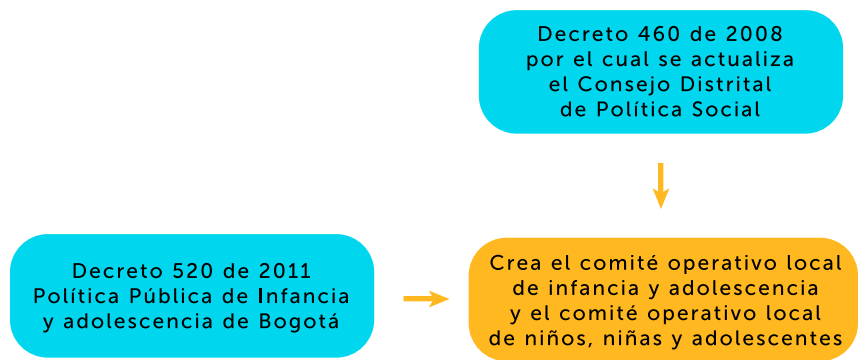 Decreto 460 de 2008
por el cual se actualiza
el Consejo Distrital
de Política Social
Decreto 520 de 2011
Política Pública de Infancia
y adolescencia de Bogotá
Crea el comité operativo local
de infancia y adolescencia
y el comité operativo local
de niños, niñas y adolescentes